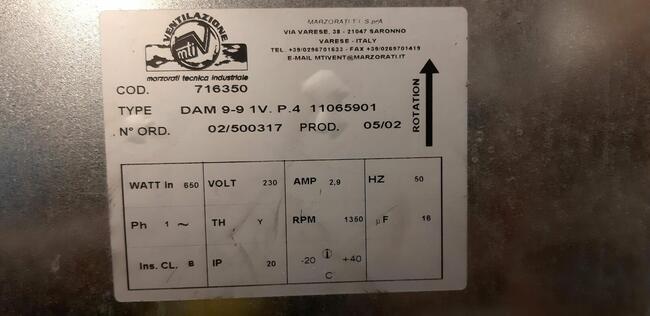 VENTILAZIONE
mti
marzorati tecnica industriale
MARZORATI T.I. S.p.A
VIA VARESE, 38 - 21047 SARONNO
VARESE - ITALY
TEL. +39/0296701633 - FAX +39/0269701419
E-MAIL MTIVENT@MARZORATI.IT
COD. 716350
TYPE DAM 9-9 1V. P.4 11065901
N° ORD. 02/500317 PROD. 05/02
ROTATION
WATT In 650 VOLT 230 AMP 2,9 HZ 50
Ph 1 ~ TH Y RPM 1350 µF 16
Ins. CL. B IP 20 -20 +40
C